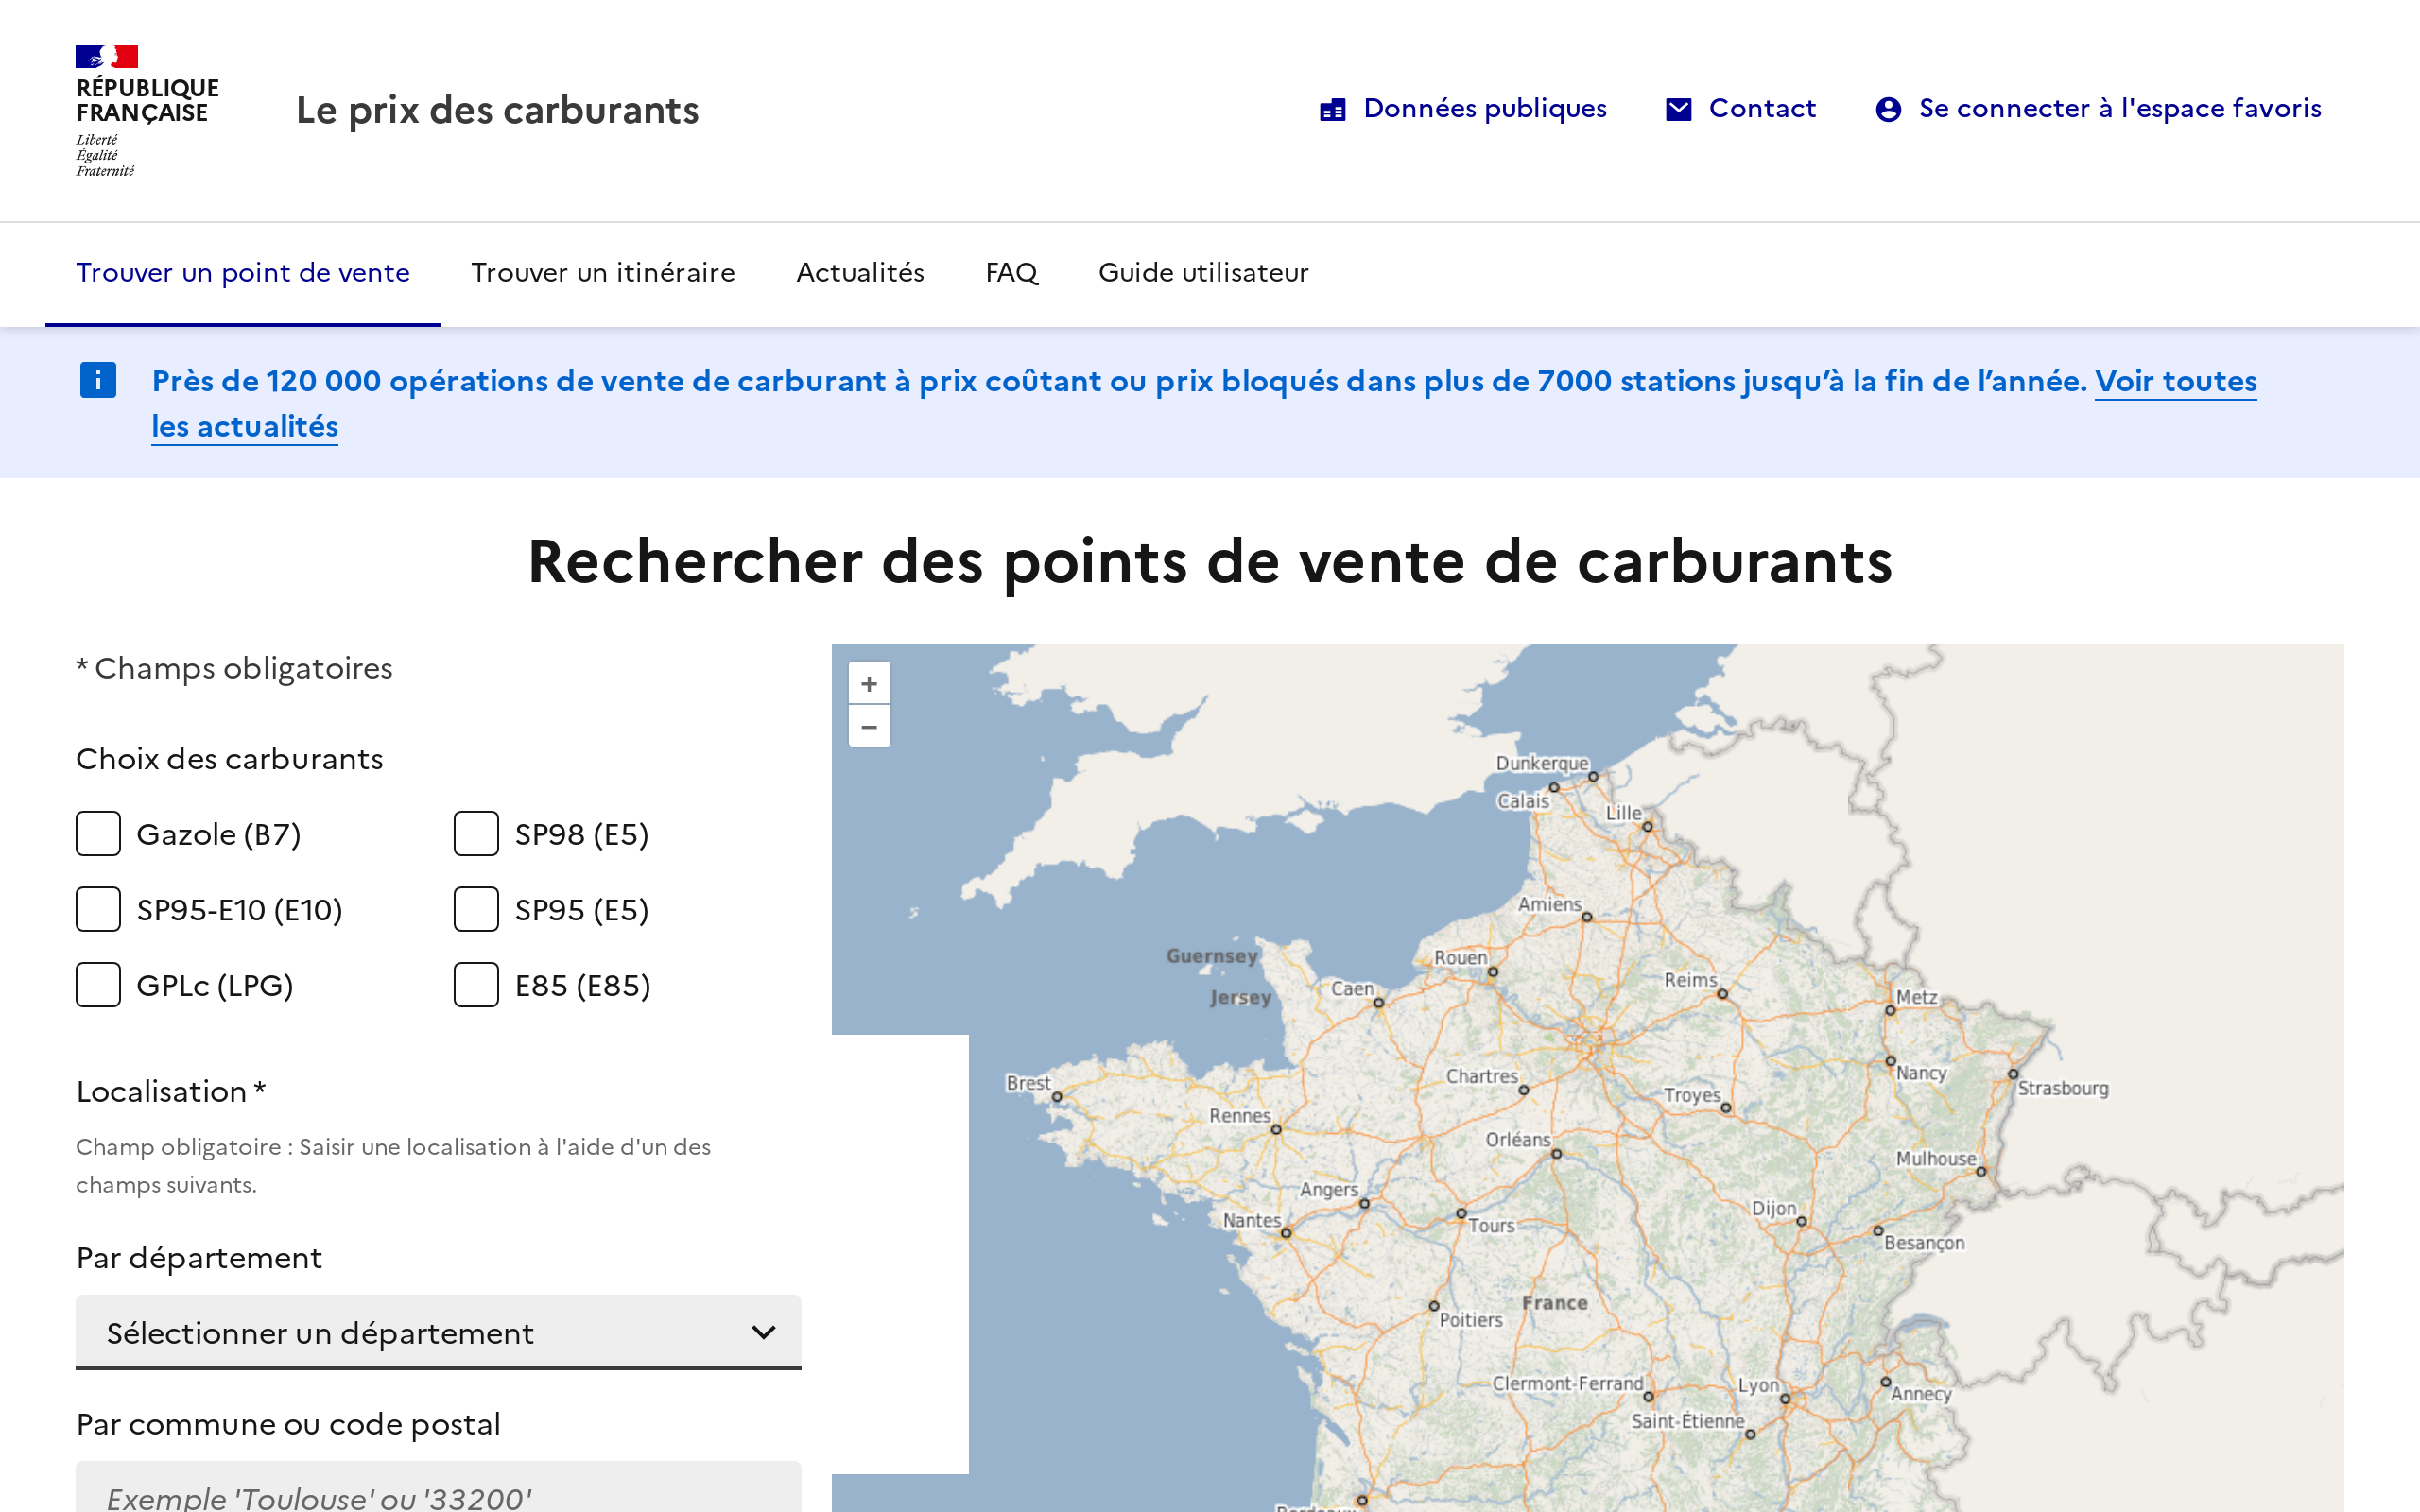 RÉPUBLIQUE
FRANÇAISE
Liberté
Égalité
Fraternité
Le prix des carburants
Données publiques
Contact
Se connecter à l'espace favoris
Trouver un point de vente
Trouver un itinéraire
Actualités
FAQ
Guide utilisateur
Près de 120 000 opérations de vente de carburant à prix coûtant ou prix bloqués dans plus de 7000 stations jusqu’à la fin de l’année. Voir toutes
les actualités
Rechercher des points de vente de carburants
* Champs obligatoires
Choix des carburants
Gazole (B7)
SP98 (E5)
SP95-E10 (E10)
SP95 (E5)
GPLc (LPG)
E85 (E85)
Localisation *
Champ obligatoire : Saisir une localisation à l'aide d'un des
champs suivants.
Par département
Sélectionner un département
Par commune ou code postal
Exemple 'Toulouse' ou '33200'
+
−
Dunkerque
Calais
Lille
Amiens
Guernsey
Rouen
Reims
Jersey
Caen
Metz
Brest
Chartres
Nancy
Strasbourg
Troyes
Rennes
Orléans
Mulhouse
Angers
Dijon
Nantes
Tours
Besançon
France
Poitiers
Clermont-Ferrand
Lyon
Annecy
Saint-Étienne